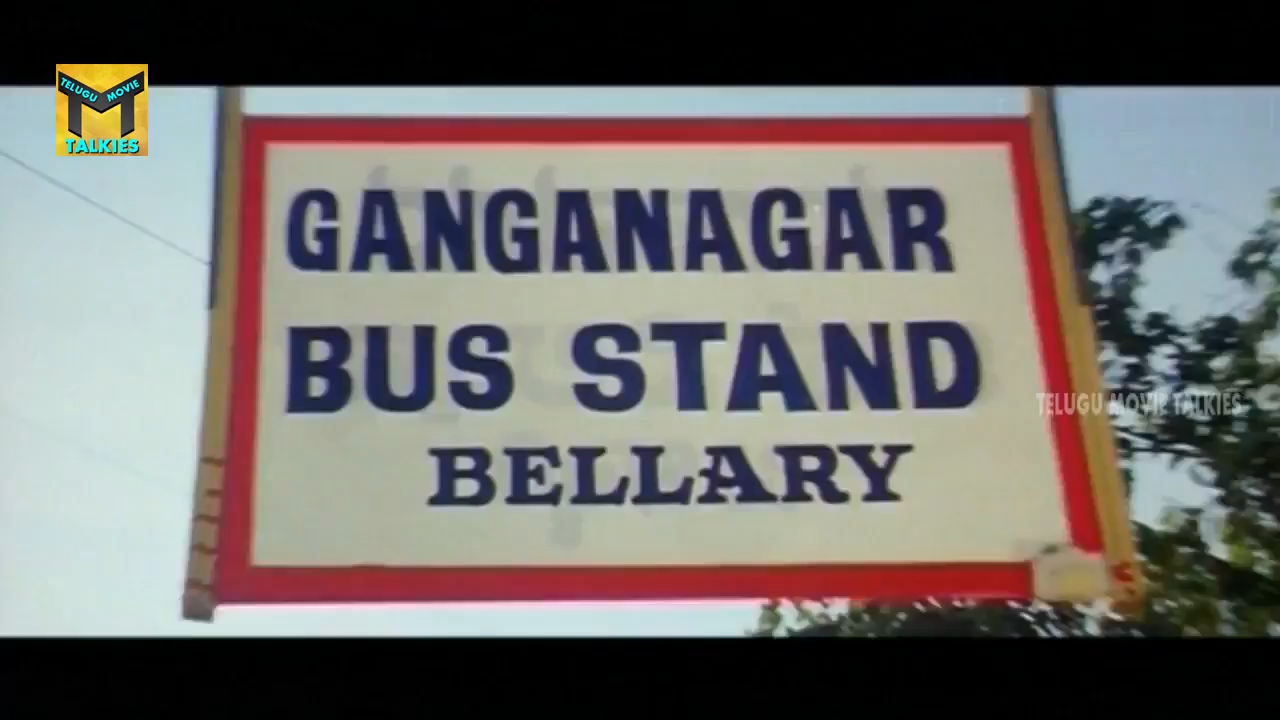 TELUGU MOVIE
TALKIES
GANGANAGAR
BUS STAND
BELLARY
TELUGU MOVIE TALKIES